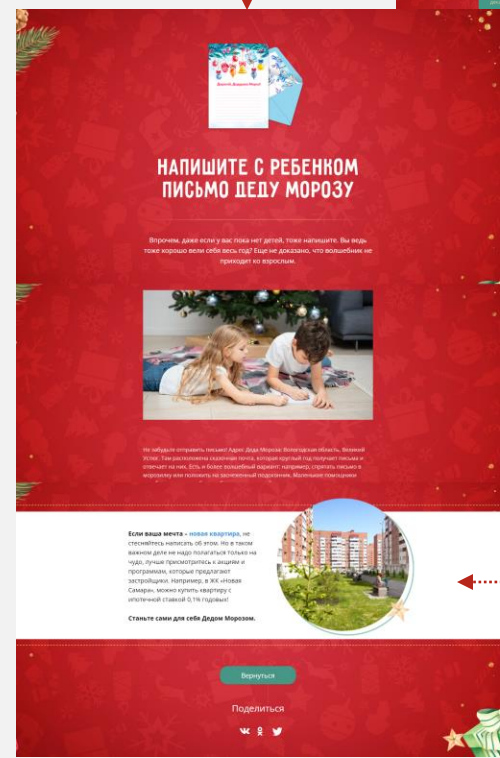 НАПИШИТЕ С РЕБЕНКОМ
ПИСЬМО ДЕДУ МОРОЗУ
Впрочем, даже если у вас пока нет детей, тоже напишите. Вы ведь
тоже хорошо вели себя весь год? Еще не доказано, что волшебник не
приходит ко взрослым.
Не забудьте отправить письмо! Адрес Деда Мороза: Вологодская область, Великий
Устюг. Там расположена сказочная почта, которая круглый год получает письма и
отвечает на них. Есть и более волшебный вариант: например, спрятать письмо в
морозилку или положить на заснеженный подоконник. Маленькие помощники
Если ваша мечта – новая квартира, не
стесняйтесь написать об этом. Но в таком
важном деле не надо полагаться только на
чудо, лучше присмотритесь к акциям и
программам, которые предлагают
застройщики. Например, в ЖК «Новая
Самара», можно купить квартиру с
ипотечной ставкой 0,1% годовых!
Станьте сами для себя Дедом Морозом.
Вернуться
Поделиться